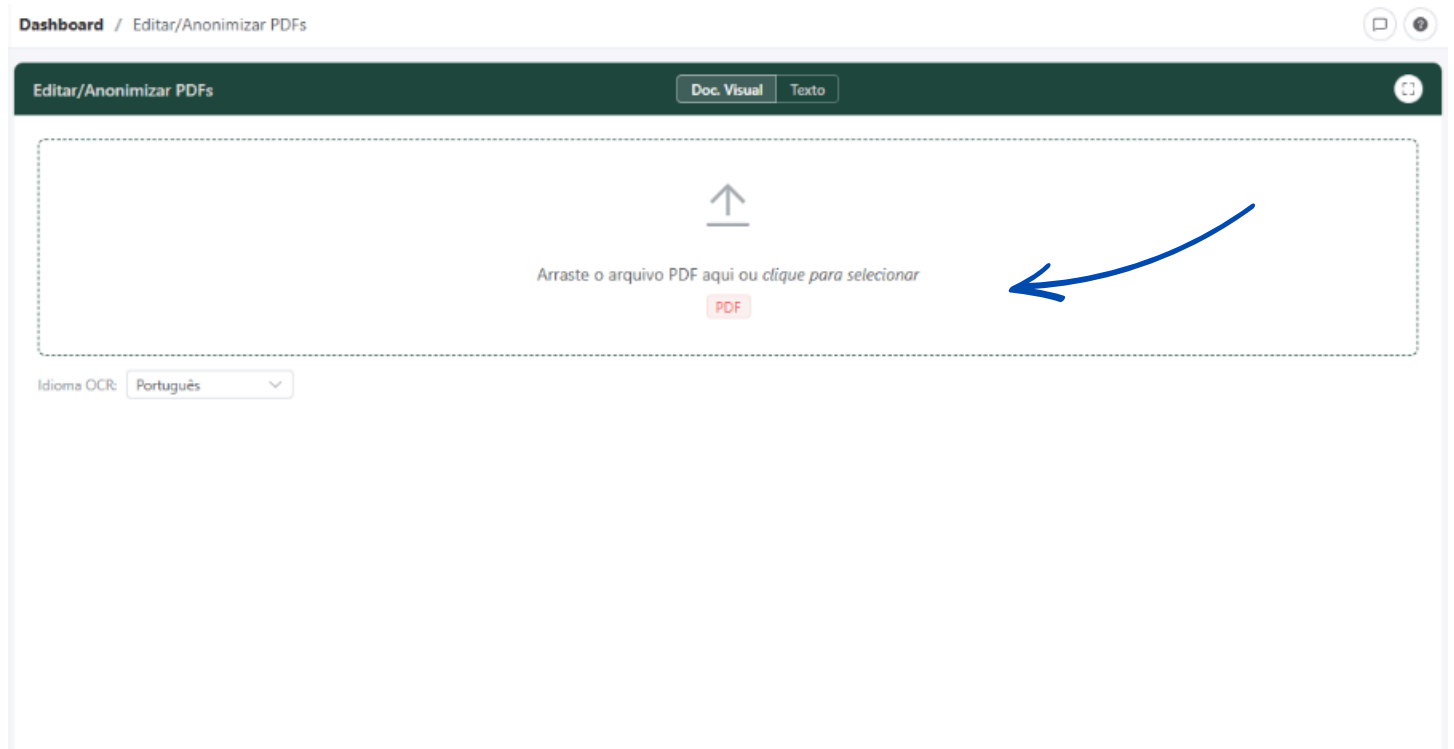 Dashboard / Editar/Anonimizar PDFs
Editar/Anonimizar PDFs
Doc. Visual
Texto
Arraste o arquivo PDF aqui ou clique para selecionar
PDF
Idioma OCR: Português